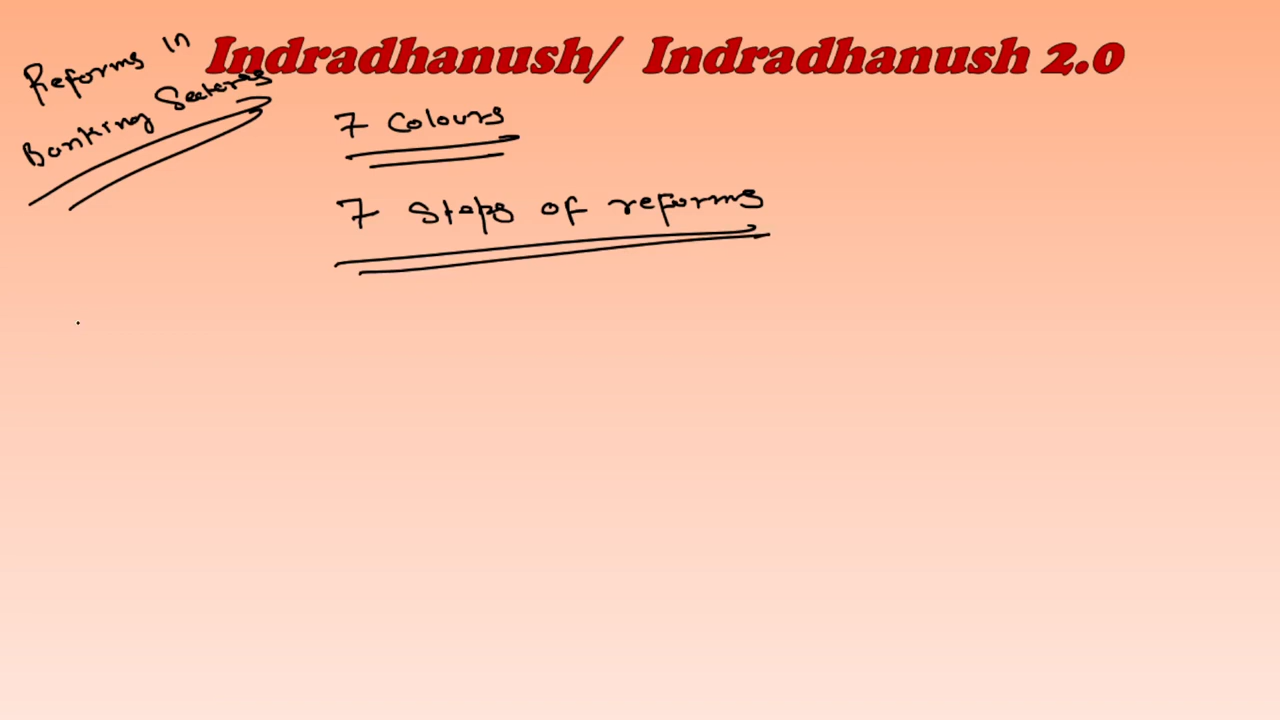 Indradhanush/ Indradhanush 2.0
Reforms in
Banking Sectors
7 Colours
7 Steps of reforms